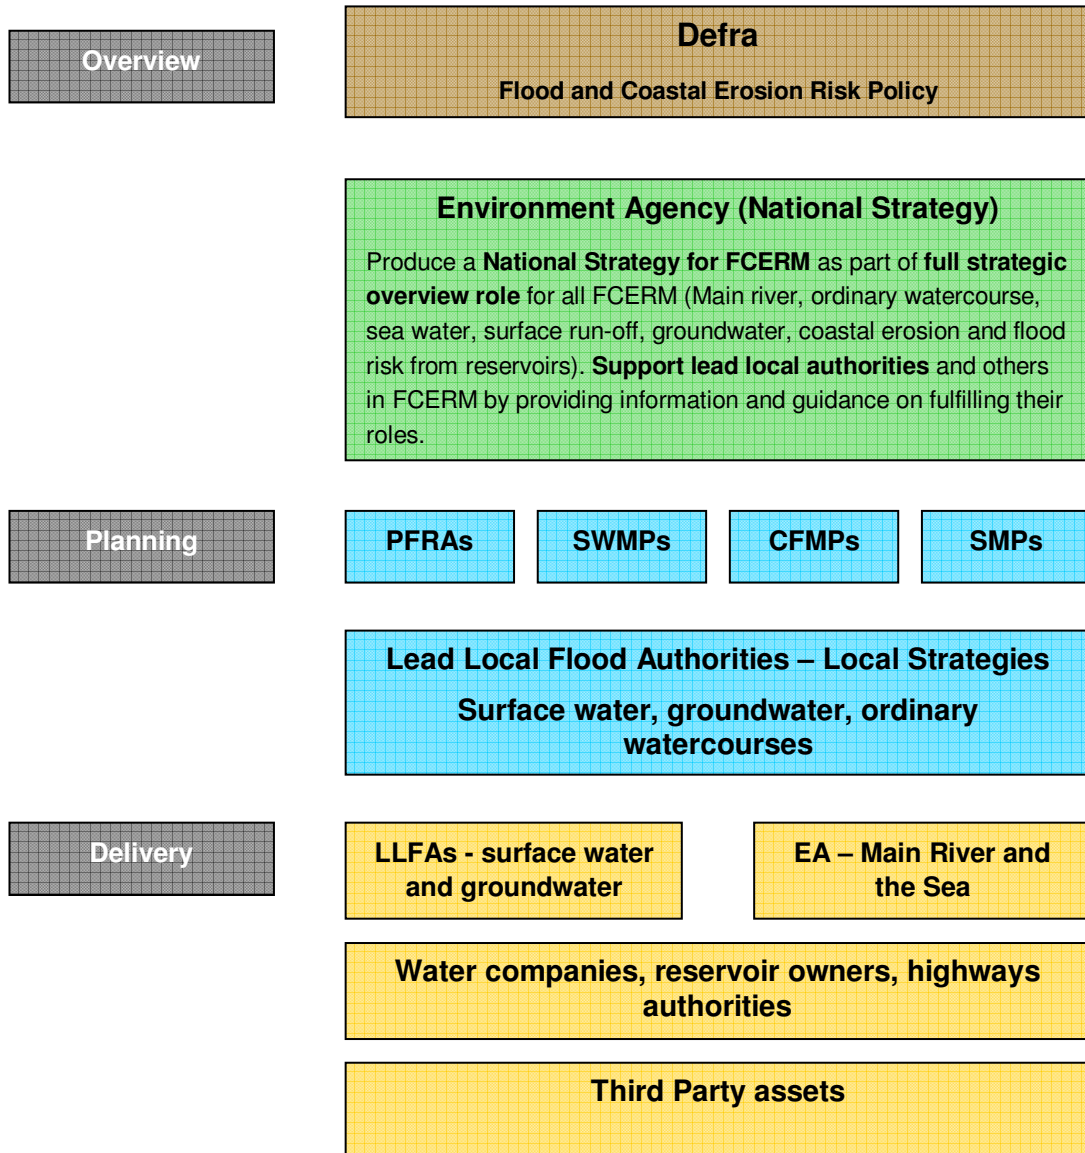 Overview
Defra
Flood and Coastal Erosion Risk Policy
Environment Agency (National Strategy)
Produce a National Strategy for FCERM as part of full strategic
overview role for all FCERM (Main river, ordinary watercourse,
sea water, surface run-off, groundwater, coastal erosion and flood
risk from reservoirs). Support lead local authorities and others
in FCERM by providing information and guidance on fulfilling their
roles.
Planning
PFRAs
SWMPs
CFMPs
SMPs
Lead Local Flood Authorities – Local Strategies
Surface water, groundwater, ordinary
watercourses
Delivery
LLFAs - surface water
and groundwater
EA – Main River and
the Sea
Water companies, reservoir owners, highways
authorities
Third Party assets